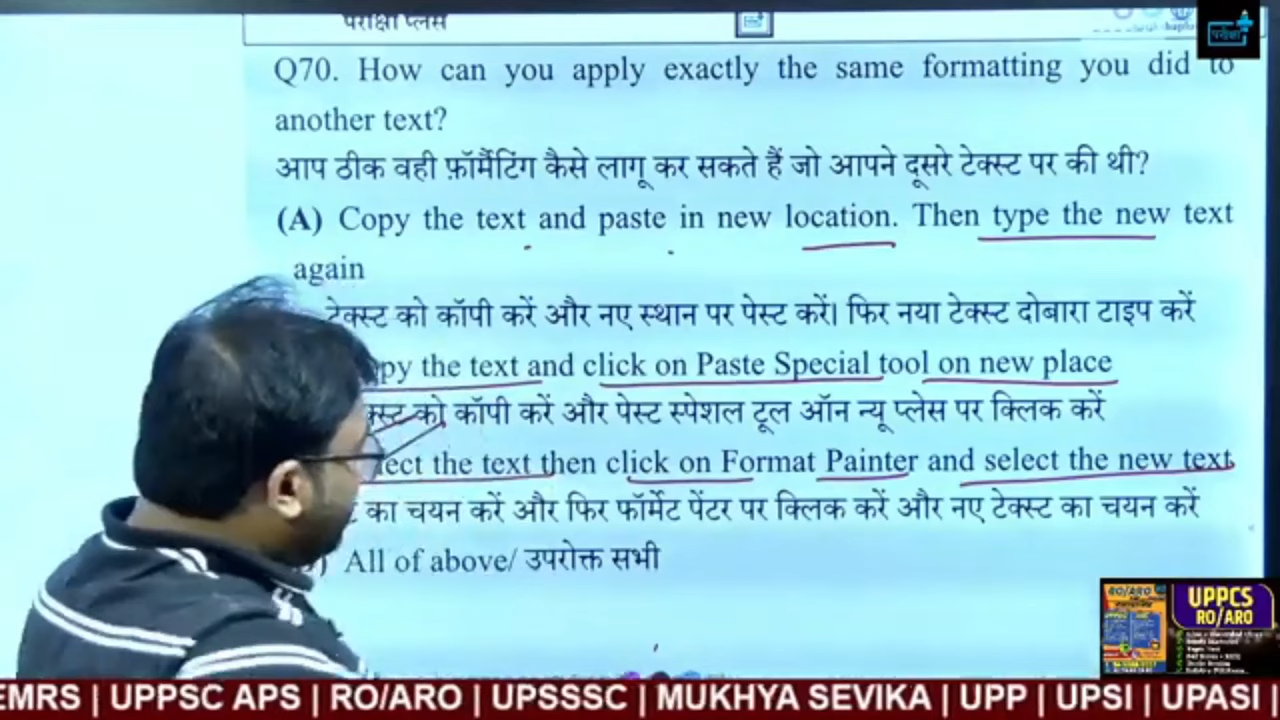 परीक्षा प्लस
परीक्षा
Q70. How can you apply exactly the same formatting you did to
another text?
आप ठीक वही फ़ॉर्मैटिंग कैसे लागू कर सकते हैं जो आपने दूसरे टेक्स्ट पर की थी?
(A) Copy the text and paste in new location. Then type the new text
again
टेक्स्ट को कॉपी करें और नए स्थान पर पेस्ट करें। फिर नया टेक्स्ट दोबारा टाइप करें
the text and click on Paste Special tool on new place
को कॉपी करें और पेस्ट स्पेशल टूल ऑन न्यू प्लेस पर क्लिक करें
the text then click on Format Painter and select the new text
का चयन करें और फिर फॉर्मेट पेंटर पर क्लिक करें और नए टेक्स्ट का चयन करें
All of above/ उपरोक्त सभी
RO/ARO
UPPCS
RO/ARO
EMRS | UPPSC APS | RO/ARO | UPSSSC | MUKHYA SEVIKA | UPP | UPSI | UPASI |